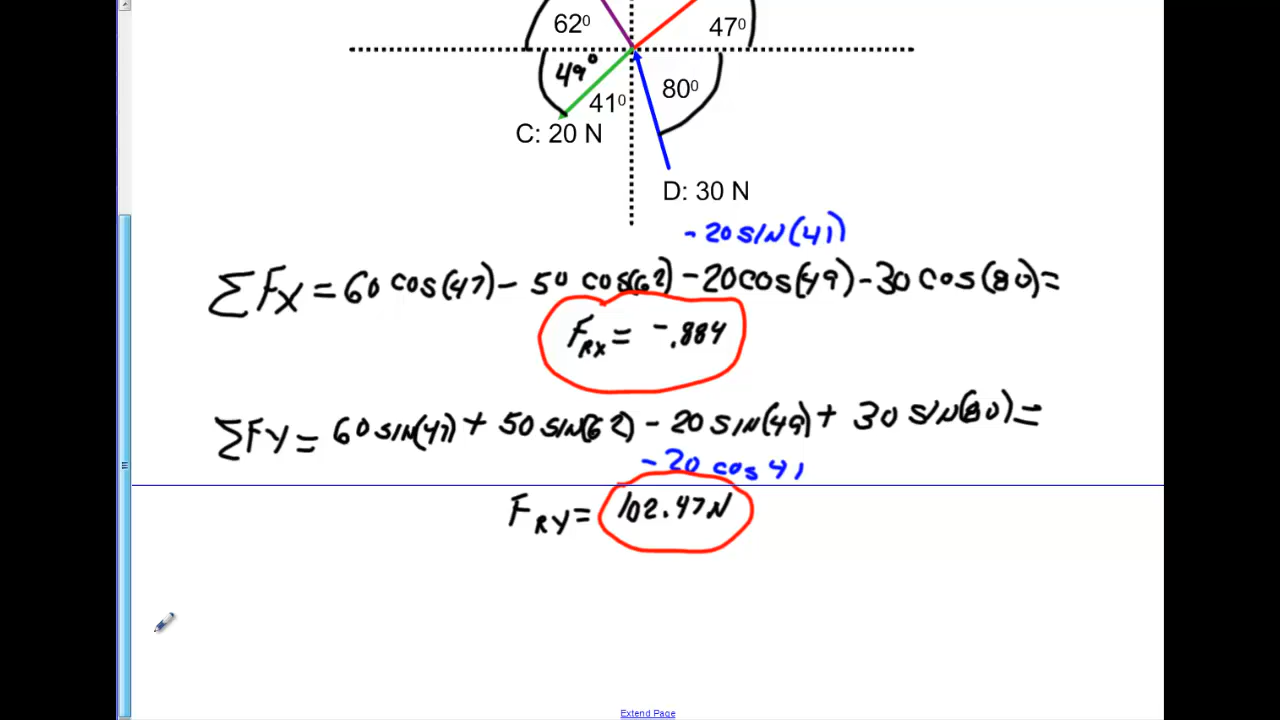 62⁰ 47⁰
49⁰ 80⁰
41⁰
C: 20 N
D: 30 N
- 20 SIN(41)
ΣFX = 60 cos(47) - 50 cos(62) - 20cos(49) - 30 cos(80) =
FRX = -.884
ΣFY = 60 SIN(47) + 50 SIN(62) - 20 SIN(49) + 30 SIN(80) =
- 20 cos 41
FRY = 102.47N
Extend Page